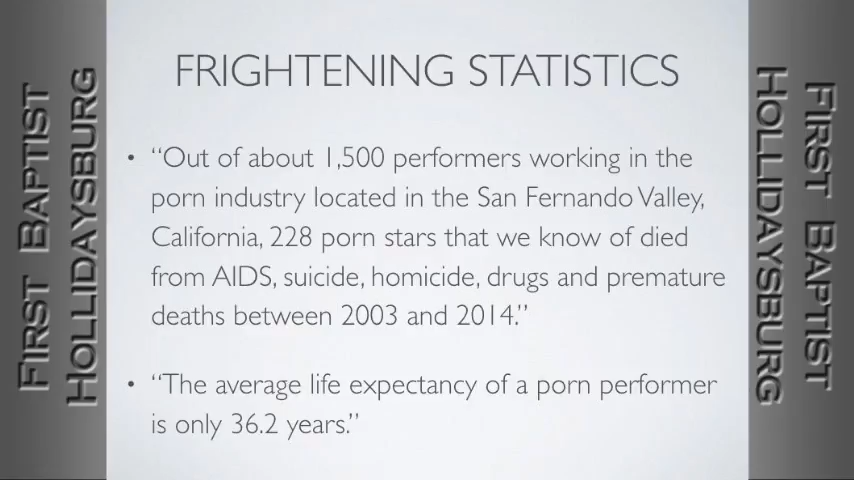 FIRST BAPTIST
HOLLIDAYSBURG
FRIGHTENING STATISTICS
• “Out of about 1,500 performers working in the
porn industry located in the San Fernando Valley,
California, 228 porn stars that we know of died
from AIDS, suicide, homicide, drugs and premature
deaths between 2003 and 2014.”
• “The average life expectancy of a porn performer
is only 36.2 years.”
FIRST BAPTIST
HOLLIDAYSBURG